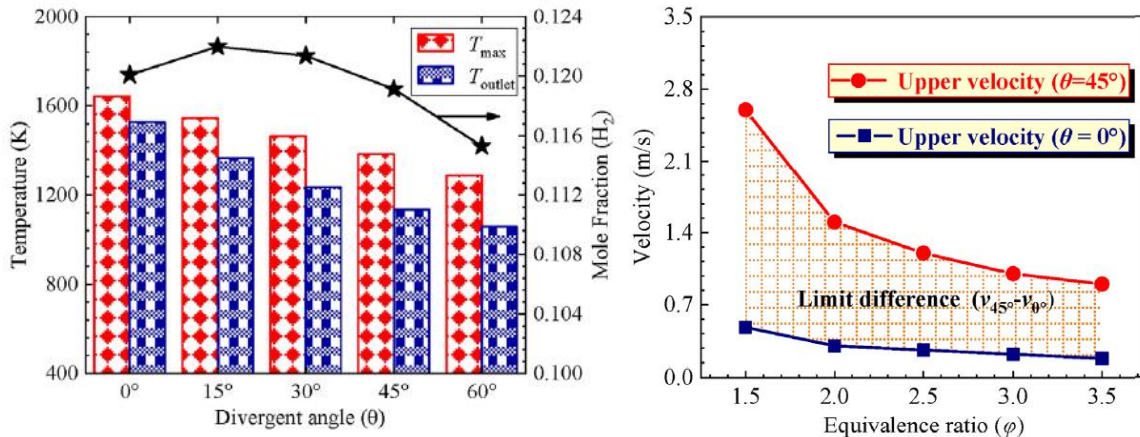 2000
1600
1200
800
400
Temperature (K)
0.124
0.120
0.116
0.112
0.108
0.104
0.100
Mole Fraction (H₂)
T_max
T_outlet
0° 15° 30° 45° 60°
Divergent angle (θ)
3.5
2.8
2.1
1.4
0.7
0.0
Velocity (m/s)
Upper velocity (θ=45°)
Upper velocity (θ = 0°)
Limit difference (v₄₅°-v₀°)
1.5 2.0 2.5 3.0 3.5
Equivalence ratio (φ)